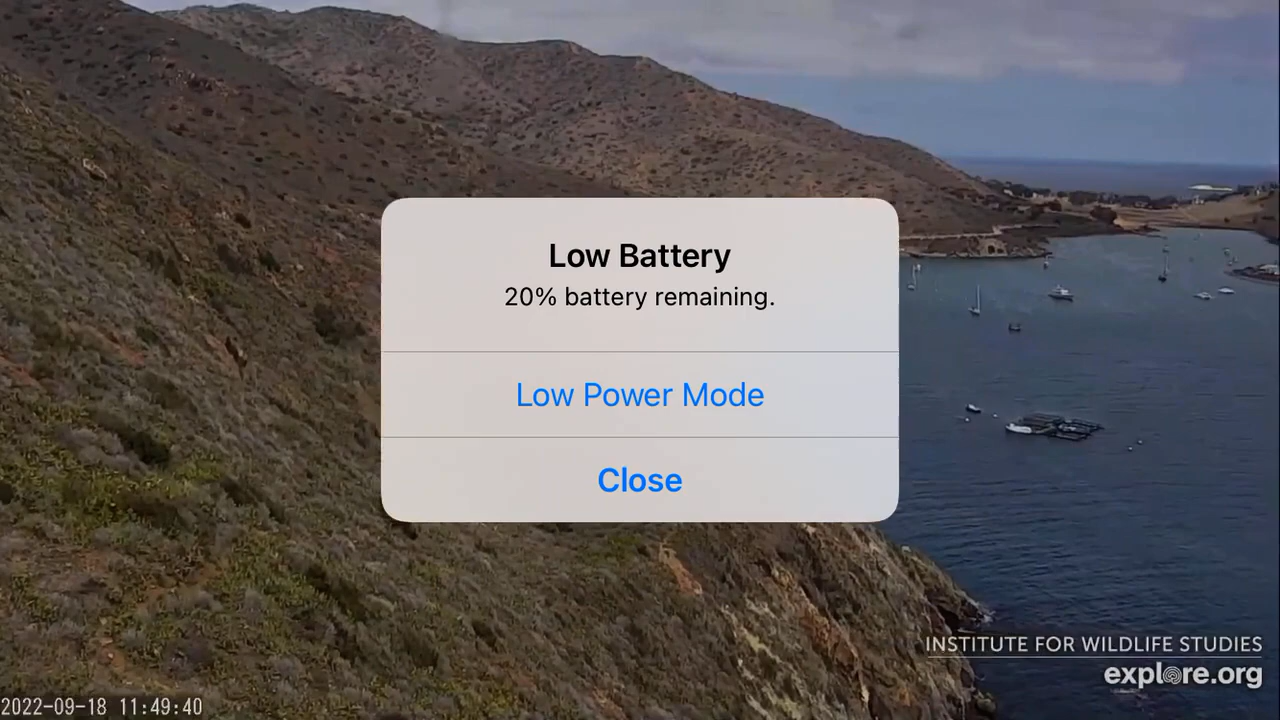 Low Battery
20% battery remaining.
Low Power Mode
Close
INSTITUTE FOR WILDLIFE STUDIES
explore.org
2022-09-18 11:49:40